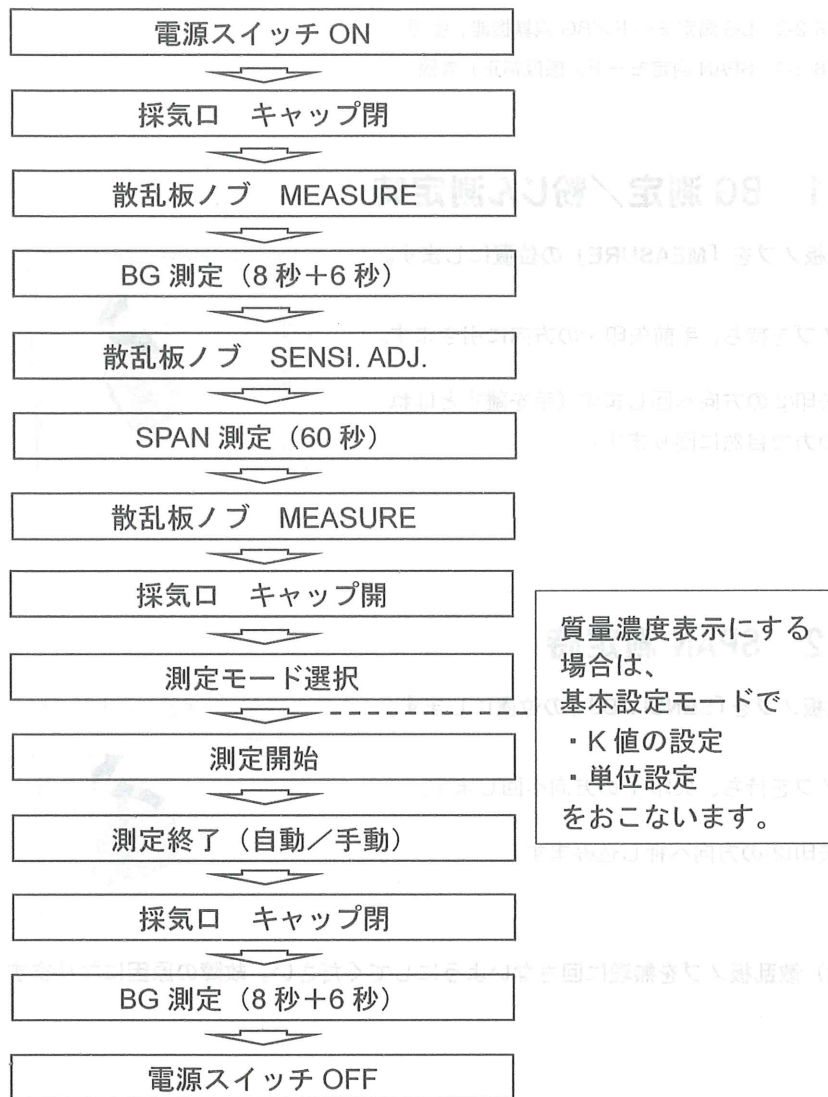 電源スイッチ ON
採気口 キャップ閉
散乱板ノブ MEASURE
BG 測定（8 秒＋6 秒）
散乱板ノブ SENSI. ADJ.
SPAN 測定（60 秒）
散乱板ノブ MEASURE
採気口 キャップ開
測定モード選択
質量濃度表示にする
場合は、
基本設定モードで
・K 値の設定
・単位設定
をおこないます。
測定開始
測定終了（自動／手動）
採気口 キャップ閉
BG 測定（8 秒＋6 秒）
電源スイッチ OFF